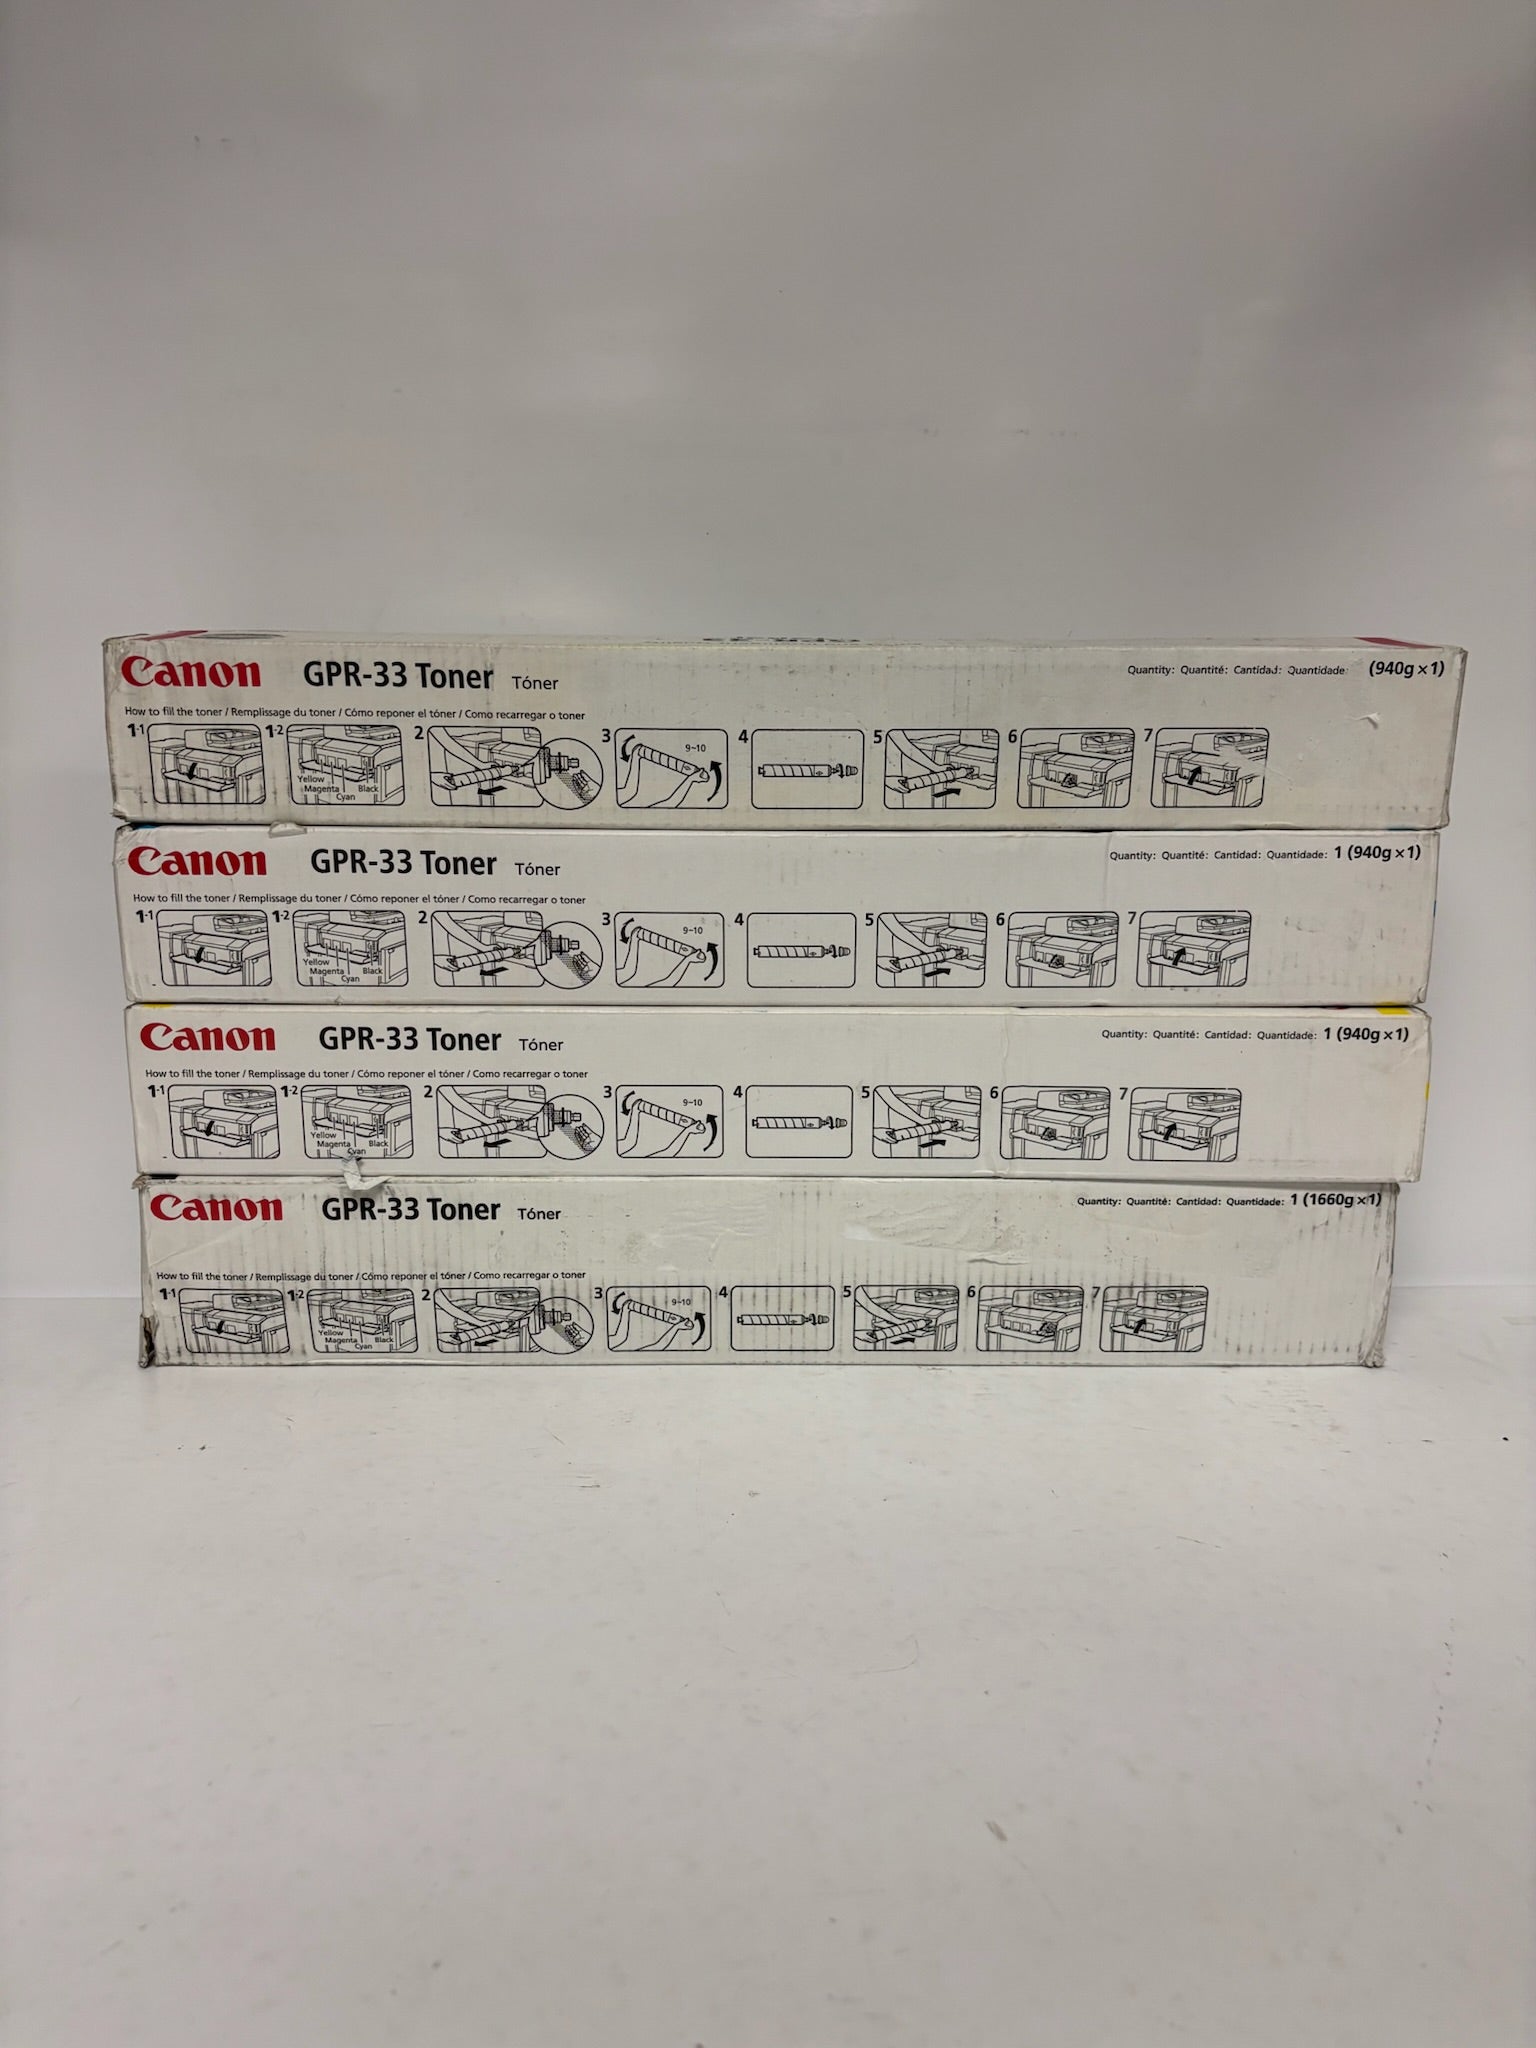 Canon GPR-33 Toner Tóner Quantity: Quantité: Cantidad: Quantidade: (940g×1)
How to fill the toner / Remplissage du toner / Cómo reponer el tóner / Como recarregar o toner
1-1 1-2 2 3 4 5 6 7
9~10
Yellow
Magenta Black
Cyan
Canon GPR-33 Toner Tóner Quantity: Quantité: Cantidad: Quantidade: 1 (940g×1)
How to fill the toner / Remplissage du toner / Cómo reponer el tóner / Como recarregar o toner
1-1 1-2 2 3 4 5 6 7
9~10
Yellow
Magenta Black
Cyan
Canon GPR-33 Toner Tóner Quantity: Quantité: Cantidad: Quantidade: 1 (940g×1)
How to fill the toner / Remplissage du toner / Cómo reponer el tóner / Como recarregar o toner
1-1 1-2 2 3 4 5 6 7
9~10
Yellow
Magenta Black
Cyan
Canon GPR-33 Toner Tóner Quantity: Quantité: Cantidad: Quantidade: 1 (1660g×1)
How to fill the toner / Remplissage du toner / Cómo reponer el tóner / Como recarregar o toner
1-1 1-2 2 3 4 5 6 7
9~10
Yellow
Magenta Black
Cyan